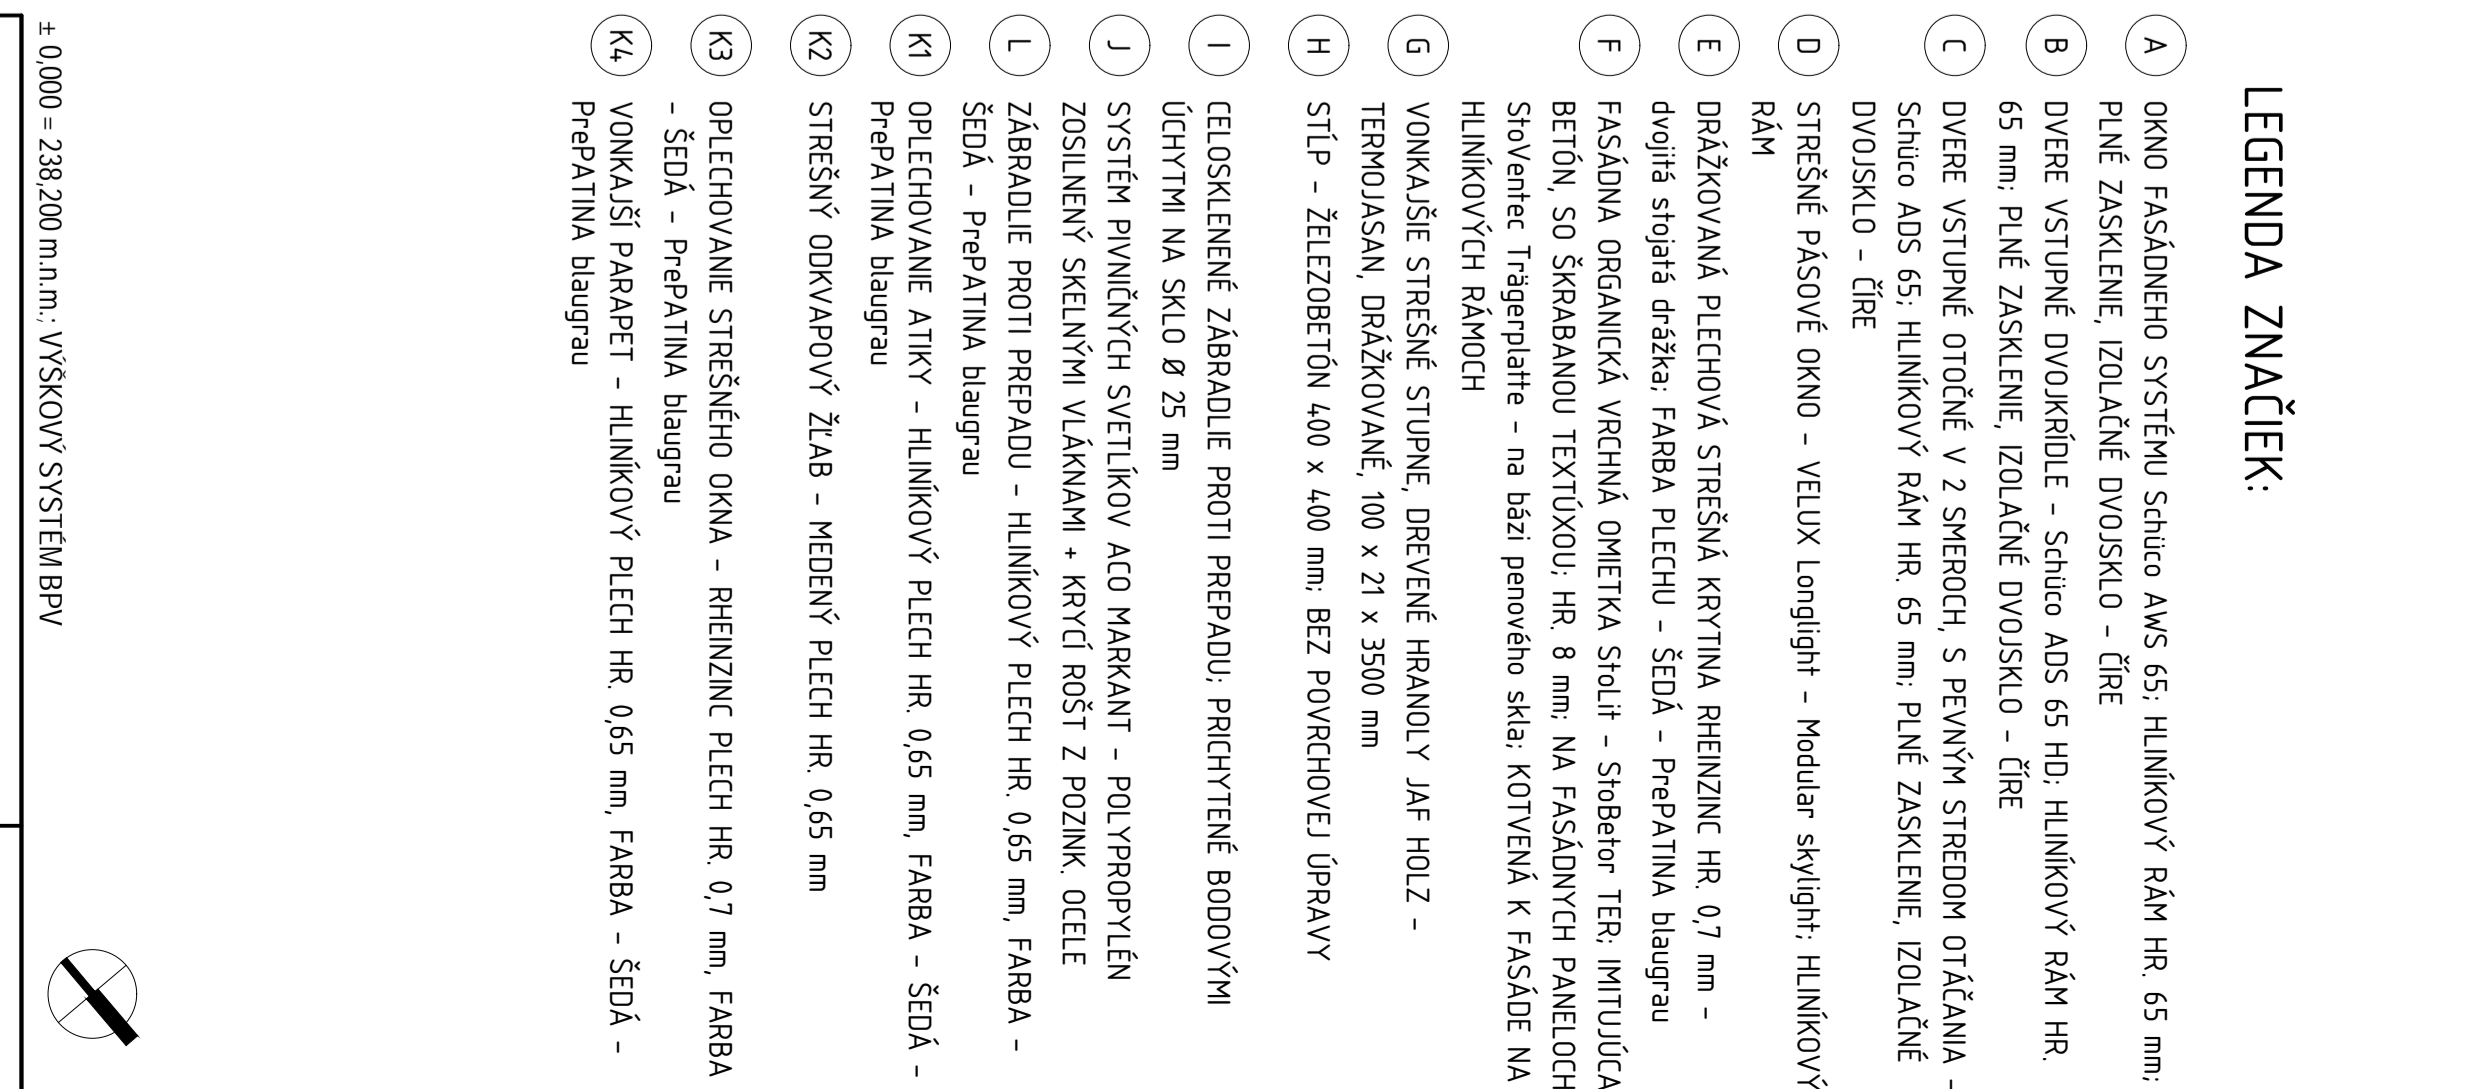 LEGENDA ZNAČIEK:
A OKNO FASÁDNEHO SYSTÉMU Schüco AWS 65; HLINÍKOVÝ RÁM HR. 65 mm;
PLNÉ ZASKLENIE, IZOLAČNÉ DVOJSKLO – ČÍRE
B DVERE VSTUPNÉ DVOJKRÍDLE – Schüco ADS 65 HD; HLINÍKOVÝ RÁM HR.
65 mm; PLNÉ ZASKLENIE, IZOLAČNÉ DVOJSKLO – ČÍRE
C DVERE VSTUPNÉ OTOČNÉ V 2 SMEROCH, S PEVNÝM STREDOM OTÁČANIA –
Schüco ADS 65; HLINÍKOVÝ RÁM HR. 65 mm; PLNÉ ZASKLENIE, IZOLAČNÉ
DVOJSKLO – ČÍRE
D STREŠNÉ PÁSOVÉ OKNO – VELUX Longlight – Modular skylight; HLINÍKOVÝ
RÁM
E DRÁŽKOVANÁ PLECHOVÁ STREŠNÁ KRYTINA RHEINZINC HR. 0,7 mm –
dvojitá stojatá drážka; FARBA PLECHU – ŠEDÁ – PrePATINA blaugrau
F FASÁDNA ORGANICKÁ VRCHNÁ OMIETKA StoLit – StoBetor TER; IMITUJÚCA
BETÓN, SO ŠKRABANOU TEXTÚXOU; HR. 8 mm; NA FASÁDNYCH PANELOCH
StoVentec Trägerplatte – na bázi penového skla; KOTVENÁ K FASÁDE NA
HLINÍKOVÝCH RÁMOCH
G VONKAJŠIE STREŠNÉ STUPNE, DREVENÉ HRANOLY JAF HOLZ –
TERMOJASAN, DRÁŽKOVANÉ, 100 x 21 x 3500 mm
H STĹP – ŽELEZOBETÓN 400 x 400 mm; BEZ POVRCHOVEJ ÚPRAVY
I CELOSKLENENÉ ZÁBRADLIE PROTI PREPADU; PRICHYTENÉ BODOVÝMI
ÚCHYTMI NA SKLO Ø 25 mm
J SYSTÉM PIVNIČNÝCH SVETLÍKOV ACO MARKANT – POLYPROPYLÉN
ZOSILNENÝ SKELNÝMI VLÁKNAMI + KRYCÍ ROŠT Z POZINK. OCELE
L ZÁBRADLIE PROTI PREPADU – HLINÍKOVÝ PLECH HR. 0,65 mm, FARBA –
ŠEDÁ – PrePATINA blaugrau
K1 OPLECHOVANIE ATIKY – HLINÍKOVÝ PLECH HR. 0,65 mm, FARBA – ŠEDÁ –
PrePATINA blaugrau
K2 STREŠNÝ ODKVAPOVÝ ŽĽAB – MEDENÝ PLECH HR. 0,65 mm
K3 OPLECHOVANIE STREŠNÉHO OKNA – RHEINZINC PLECH HR. 0,7 mm, FARBA
– ŠEDÁ – PrePATINA blaugrau
K4 VONKAJŠÍ PARAPET – HLINÍKOVÝ PLECH HR. 0,65 mm, FARBA – ŠEDÁ –
PrePATINA blaugrau
± 0,000 = 238,200 m.n.m.; VÝŠKOVÝ SYSTÉM BPV